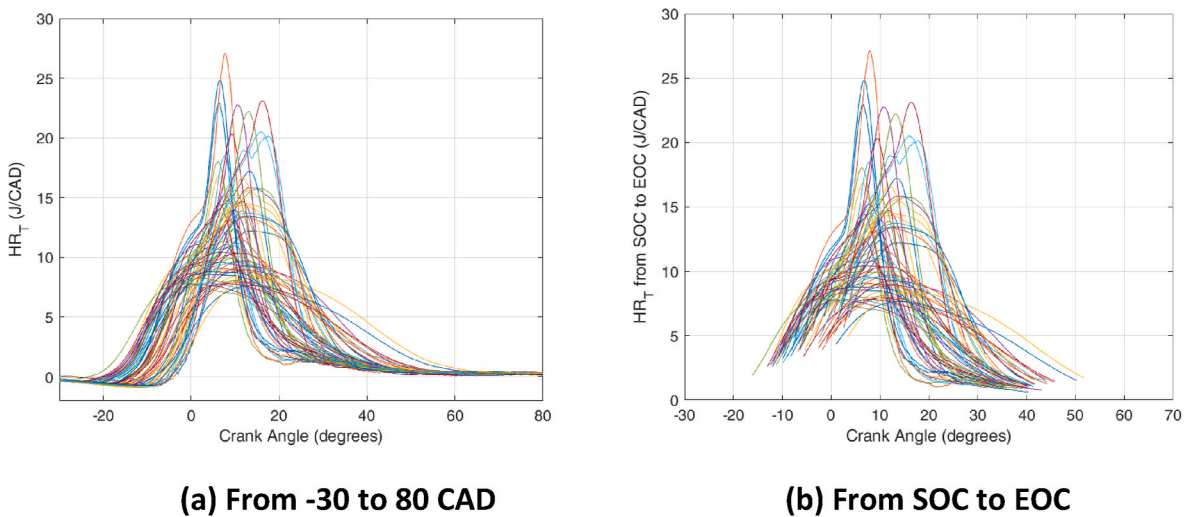 30
25
20
15
10
5
0
HR_T (J/CAD)
-20 0 20 40 60 80
Crank Angle (degrees)
(a) From -30 to 80 CAD
30
25
20
15
10
5
0
HR_T from SOC to EOC (J/CAD)
-30 -20 -10 0 10 20 30 40 50 60 70
Crank Angle (degrees)
(b) From SOC to EOC